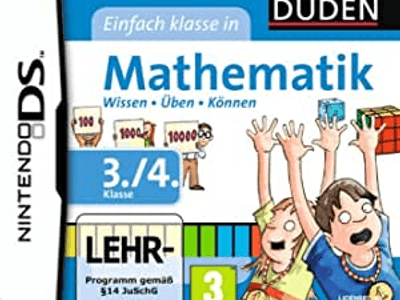 NINTENDO DS
DUDEN
Einfach klasse in
Mathematik
Wissen • Üben • Können
100
1000
10000
3./4.
Klasse
LEHR-
Programm gemäß
§14 JuSchG
3